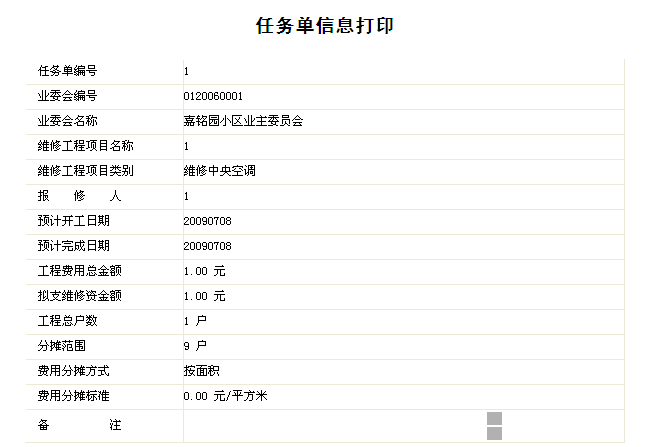 任务单信息打印
任务单编号 1
业委会编号 0120060001
业委会名称 嘉铭园小区业主委员会
维修工程项目名称 1
维修工程项目类别 维修中央空调
报 修 人 1
预计开工日期 20090708
预计完成日期 20090708
工程费用总金额 1.00 元
拟支维修资金额 1.00 元
工程总户数 1 户
分摊范围 9 户
费用分摊方式 按面积
费用分摊标准 0.00 元/平方米
备 注